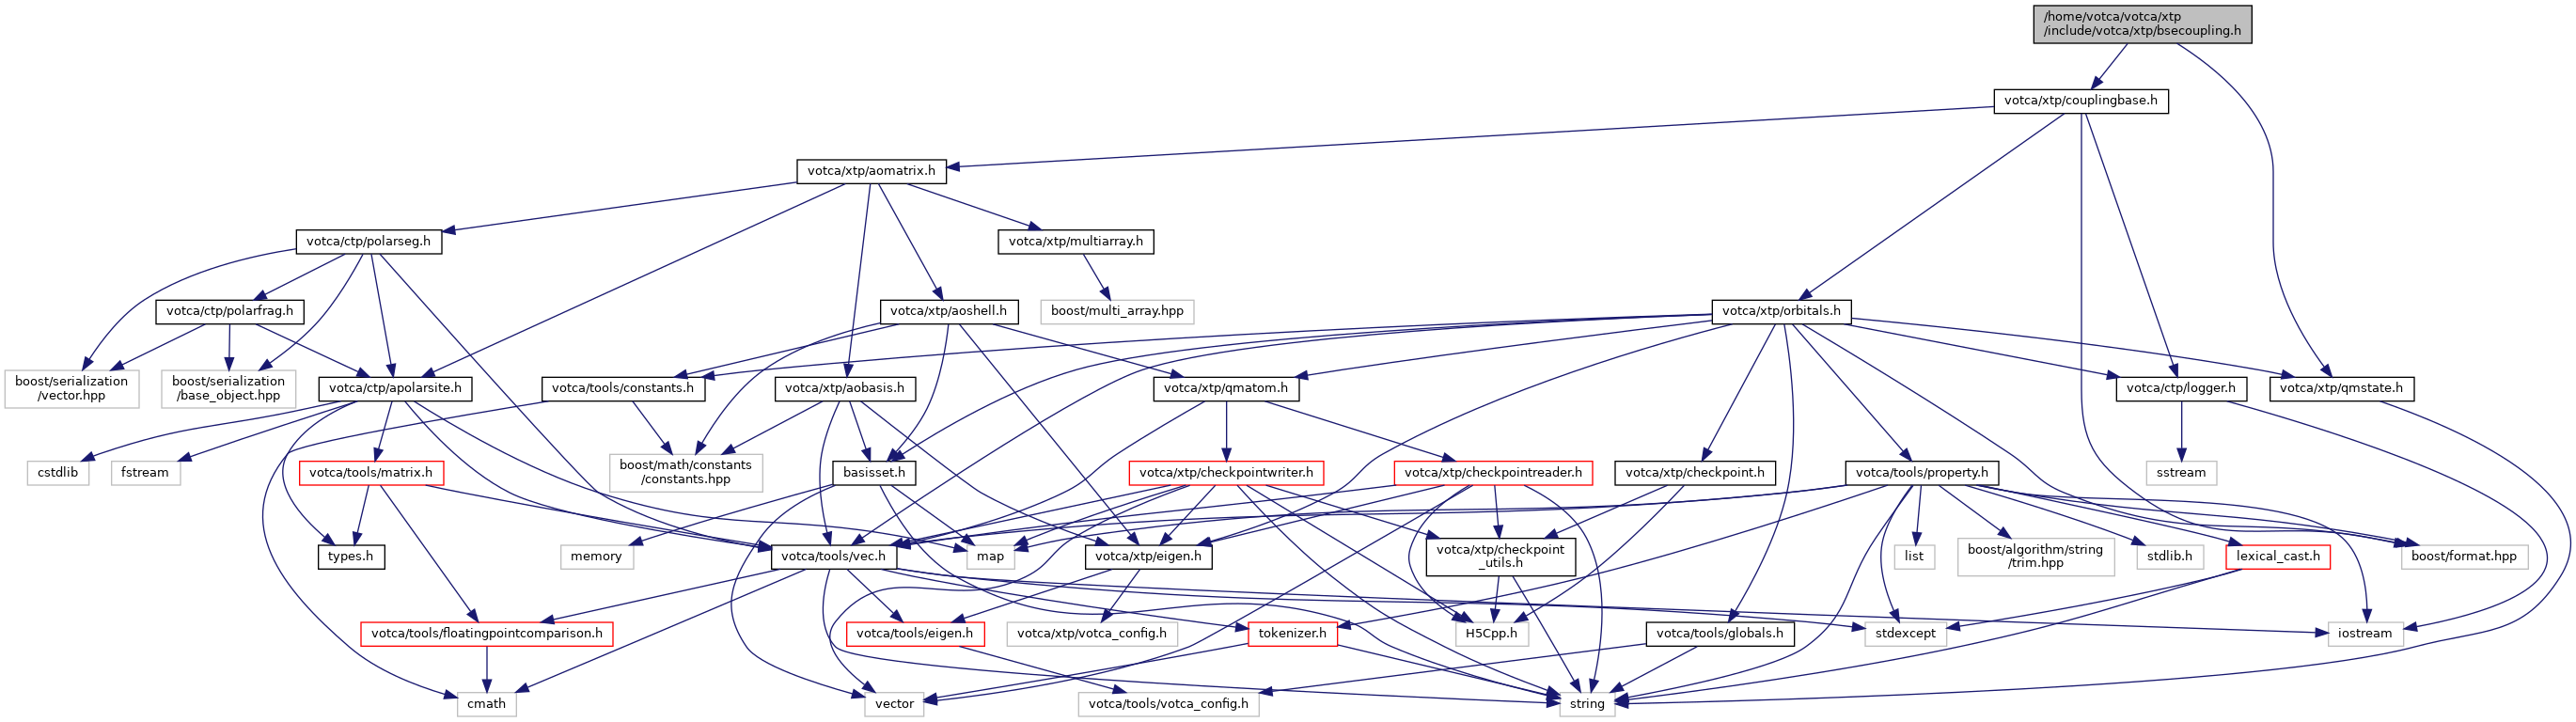 /home/votca/votca/xtp
/include/votca/xtp/bsecoupling.h
votca/xtp/couplingbase.h
votca/xtp/aomatrix.h
votca/ctp/polarseg.h
votca/xtp/multiarray.h
votca/ctp/polarfrag.h
votca/xtp/aoshell.h
boost/multi_array.hpp
votca/xtp/orbitals.h
boost/serialization
/vector.hpp
boost/serialization
/base_object.hpp
votca/ctp/apolarsite.h
votca/tools/constants.h
votca/xtp/aobasis.h
votca/xtp/qmatom.h
votca/ctp/logger.h
votca/xtp/qmstate.h
cstdlib
fstream
votca/tools/matrix.h
boost/math/constants
/constants.hpp
basisset.h
votca/xtp/checkpointwriter.h
votca/xtp/checkpointreader.h
votca/xtp/checkpoint.h
votca/tools/property.h
sstream
types.h
memory
votca/tools/vec.h
map
votca/xtp/eigen.h
votca/xtp/checkpoint
_utils.h
list
boost/algorithm/string
/trim.hpp
stdlib.h
lexical_cast.h
boost/format.hpp
votca/tools/floatingpointcomparison.h
votca/tools/eigen.h
votca/xtp/votca_config.h
tokenizer.h
H5Cpp.h
votca/tools/globals.h
stdexcept
iostream
cmath
vector
votca/tools/votca_config.h
string